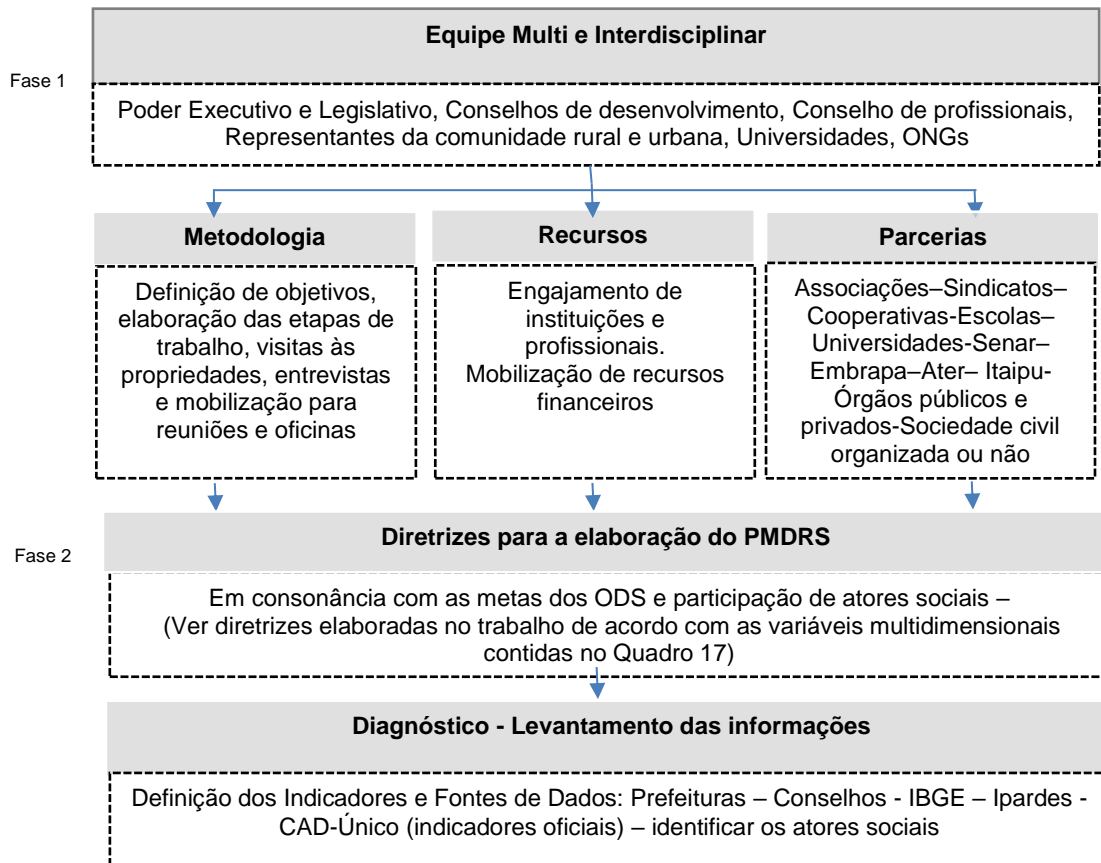 Equipe Multi e Interdisciplinar
Fase 1
Poder Executivo e Legislativo, Conselhos de desenvolvimento, Conselho de profissionais,
Representantes da comunidade rural e urbana, Universidades, ONGs
Metodologia
Definição de objetivos,
elaboração das etapas de
trabalho, visitas às
propriedades, entrevistas
e mobilização para
reuniões e oficinas
Recursos
Engajamento de
instituições e
profissionais.
Mobilização de recursos
financeiros
Parcerias
Associações–Sindicatos–
Cooperativas-Escolas–
Universidades-Senar–
Embrapa–Ater– Itaipu-
Órgãos públicos e
privados-Sociedade civil
organizada ou não
Fase 2
Diretrizes para a elaboração do PMDRS
Em consonância com as metas dos ODS e participação de atores sociais –
(Ver diretrizes elaboradas no trabalho de acordo com as variáveis multidimensionais
contidas no Quadro 17)
Diagnóstico - Levantamento das informações
Definição dos Indicadores e Fontes de Dados: Prefeituras – Conselhos - IBGE – Ipardes -
CAD-Único (indicadores oficiais) – identificar os atores sociais